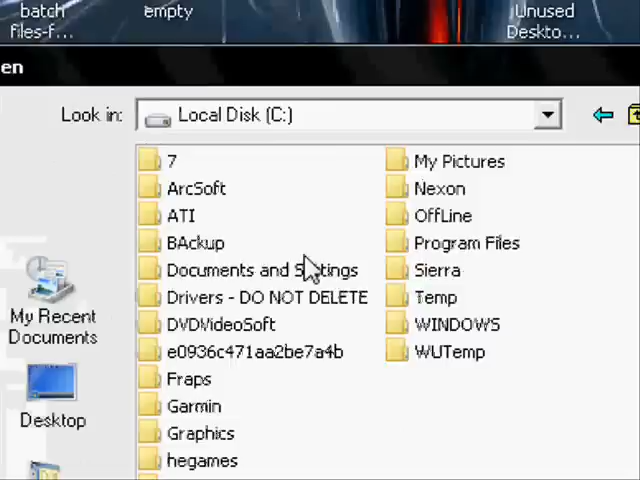 batch
files-f...
empty
Unused
Deskto...
en
Look in:
Local Disk (C:)
7
ArcSoft
ATI
BAckup
Documents and Settings
Drivers - DO NOT DELETE
DVDVideoSoft
e0936c471aa2be7a4b
Fraps
Garmin
Graphics
hegames
My Pictures
Nexon
OffLine
Program Files
Sierra
Temp
WINDOWS
WUTemp
My Recent
Documents
Desktop